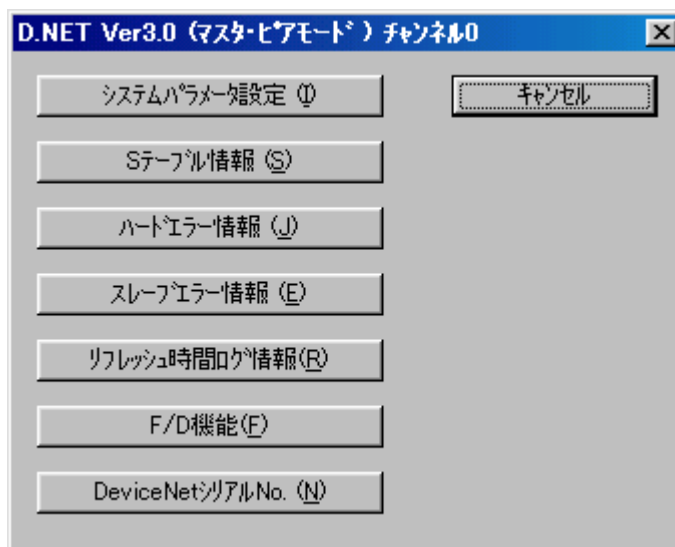 D.NET Ver3.0 (マスタ・ピアモード) チャンネル0
システムパラメータ設定 (I)
キャンセル
Sテーブル情報 (S)
ハードエラー情報 (J)
スレーブエラー情報 (E)
リフレッシュ時間ログ情報(R)
F/D機能(F)
DeviceNetシリアルNo. (N)